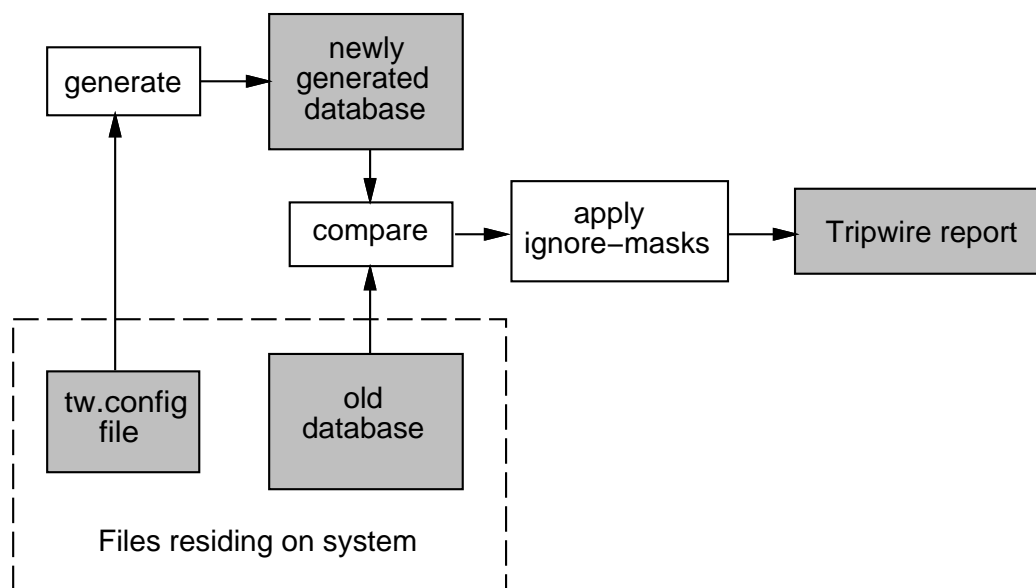 generate
newly
generated
database
compare
apply
ignore−masks
Tripwire report
tw.config
file
old
database
Files residing on system